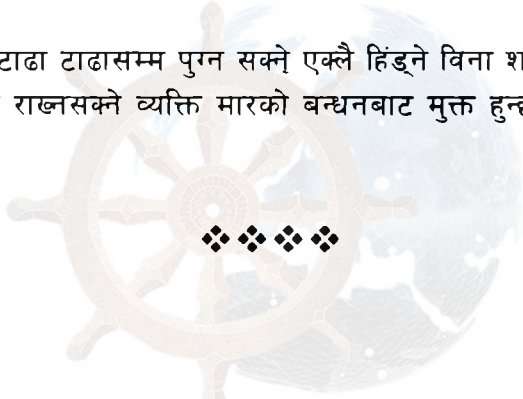 टाढा टाढासम्म पुग्न सक्ने एक्लै हिंड्ने विना
राख्नसक्ने व्यक्ति मारको बन्धनबाट मुक्त